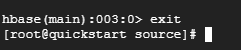 hbase(main):003:0> exit
[root@quickstart source]#